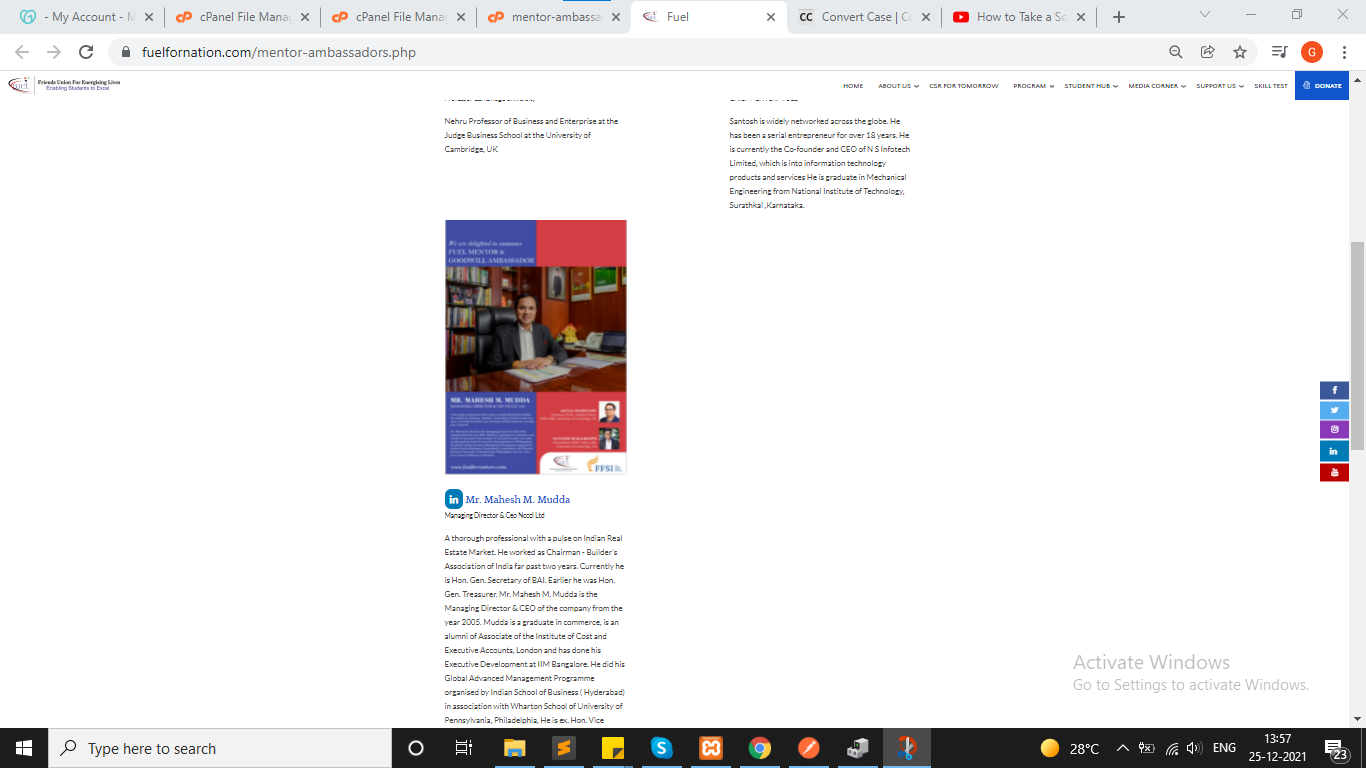 - My Account - M
cPanel File Mana
cPanel File Mana
mentor-ambassa
Fuel
Convert Case | Co
How to Take a Sc
fuelfornation.com/mentor-ambassadors.php
G
Friends Union For Energising Lives
Enabling Students to Excel
HOME
ABOUT US
CSR FOR TOMORROW
PROGRAM
STUDENT HUB
MEDIA CORNER
SUPPORT US
SKILL TEST
DONATE
Nehru Professor of Business and Enterprise at the
Judge Business School at the University of
Cambridge, UK
Santosh is widely networked across the globe. He
has been a serial entrepreneur for over 18 years. He
is currently the Co-founder and CEO of N S Infotech
Limited, which is into information technology
products and services He is graduate in Mechanical
Engineering from National Institute of Technology,
Surathkal ,Karnataka.
We are delighted to announce
FUEL MENTOR &
GOODWILL AMBASSADOR
MR. MAHESH M. MUDDA
FFSI
in Mr. Mahesh M. Mudda
Managing Director & Ceo Nccd Ltd
A thorough professional with a pulse on Indian Real
Estate Market. He worked as Chairman - Builder's
Association of India far past two years. Currently he
is Hon. Gen. Secretary of BAI. Earlier he was Hon.
Gen. Treasurer. Mr. Mahesh M. Mudda is the
Managing Director & CEO of the company from the
year 2005. Mudda is a graduate in commerce, is an
alumni of Associate of the Institute of Cost and
Executive Accounts, London and has done his
Executive Development at IIM Bangalore. He did his
Global Advanced Management Programme
organised by Indian School of Business ( Hyderabad)
in association with Wharton School of University of
Pennsylvania, Philadelphia, He is ex. Hon. Vice
Activate Windows
Go to Settings to activate Windows.
Type here to search
28°C
ENG
13:57
25-12-2021
23